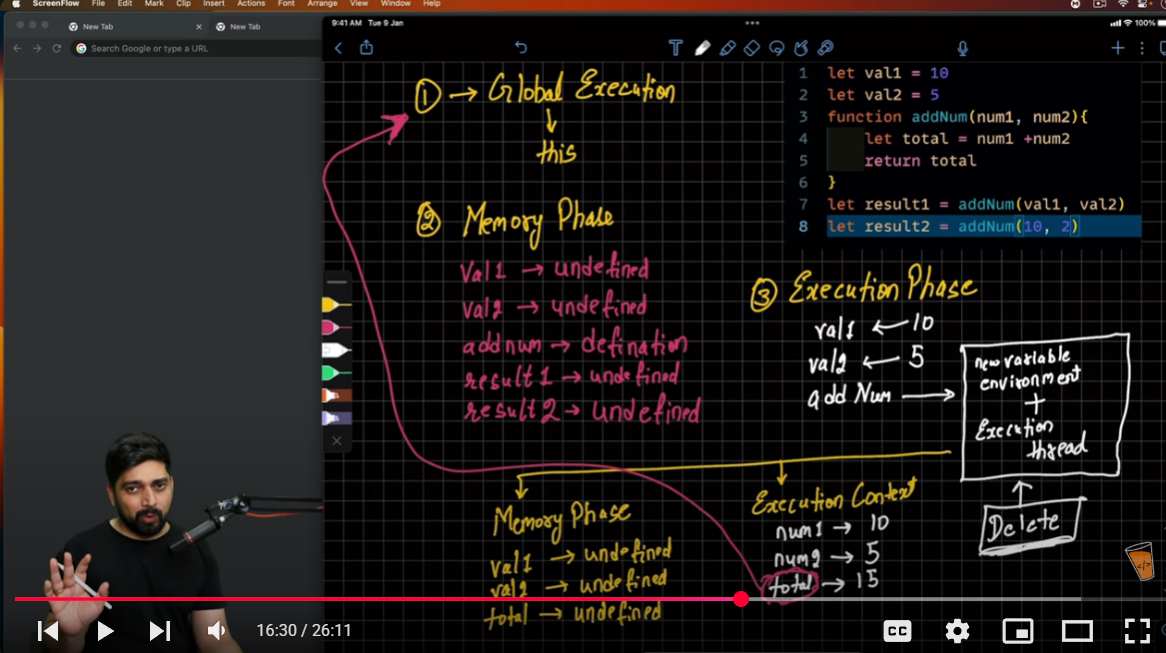 ScreenFlow File Edit Mark Clip Insert Actions Font Arrange View Window Help
New Tab
New Tab
Search Google or type a URL
9:41 AM Tue 9 Jan
100%
① → Global Execution
↓
this
② Memory Phase
val1 → undefined
val2 → undefined
addnum → defination
result1 → undefined
result2 → undefined
1 let val1 = 10
2 let val2 = 5
3 function addNum(num1, num2){
4 let total = num1 +num2
5 return total
6 }
7 let result1 = addNum(val1, val2)
8 let result2 = addNum(10, 2)
③ Execution Phase
val1 ← 10
val2 ← 5
addNum →
new variable
environment
+
Execution
thread
Delete
Memory Phase
val1 → undefined
val2 → undefined
total → undefined
Execution Context
num1 → 10
num2 → 5
total → 15
</>
16:30 / 26:11
CC